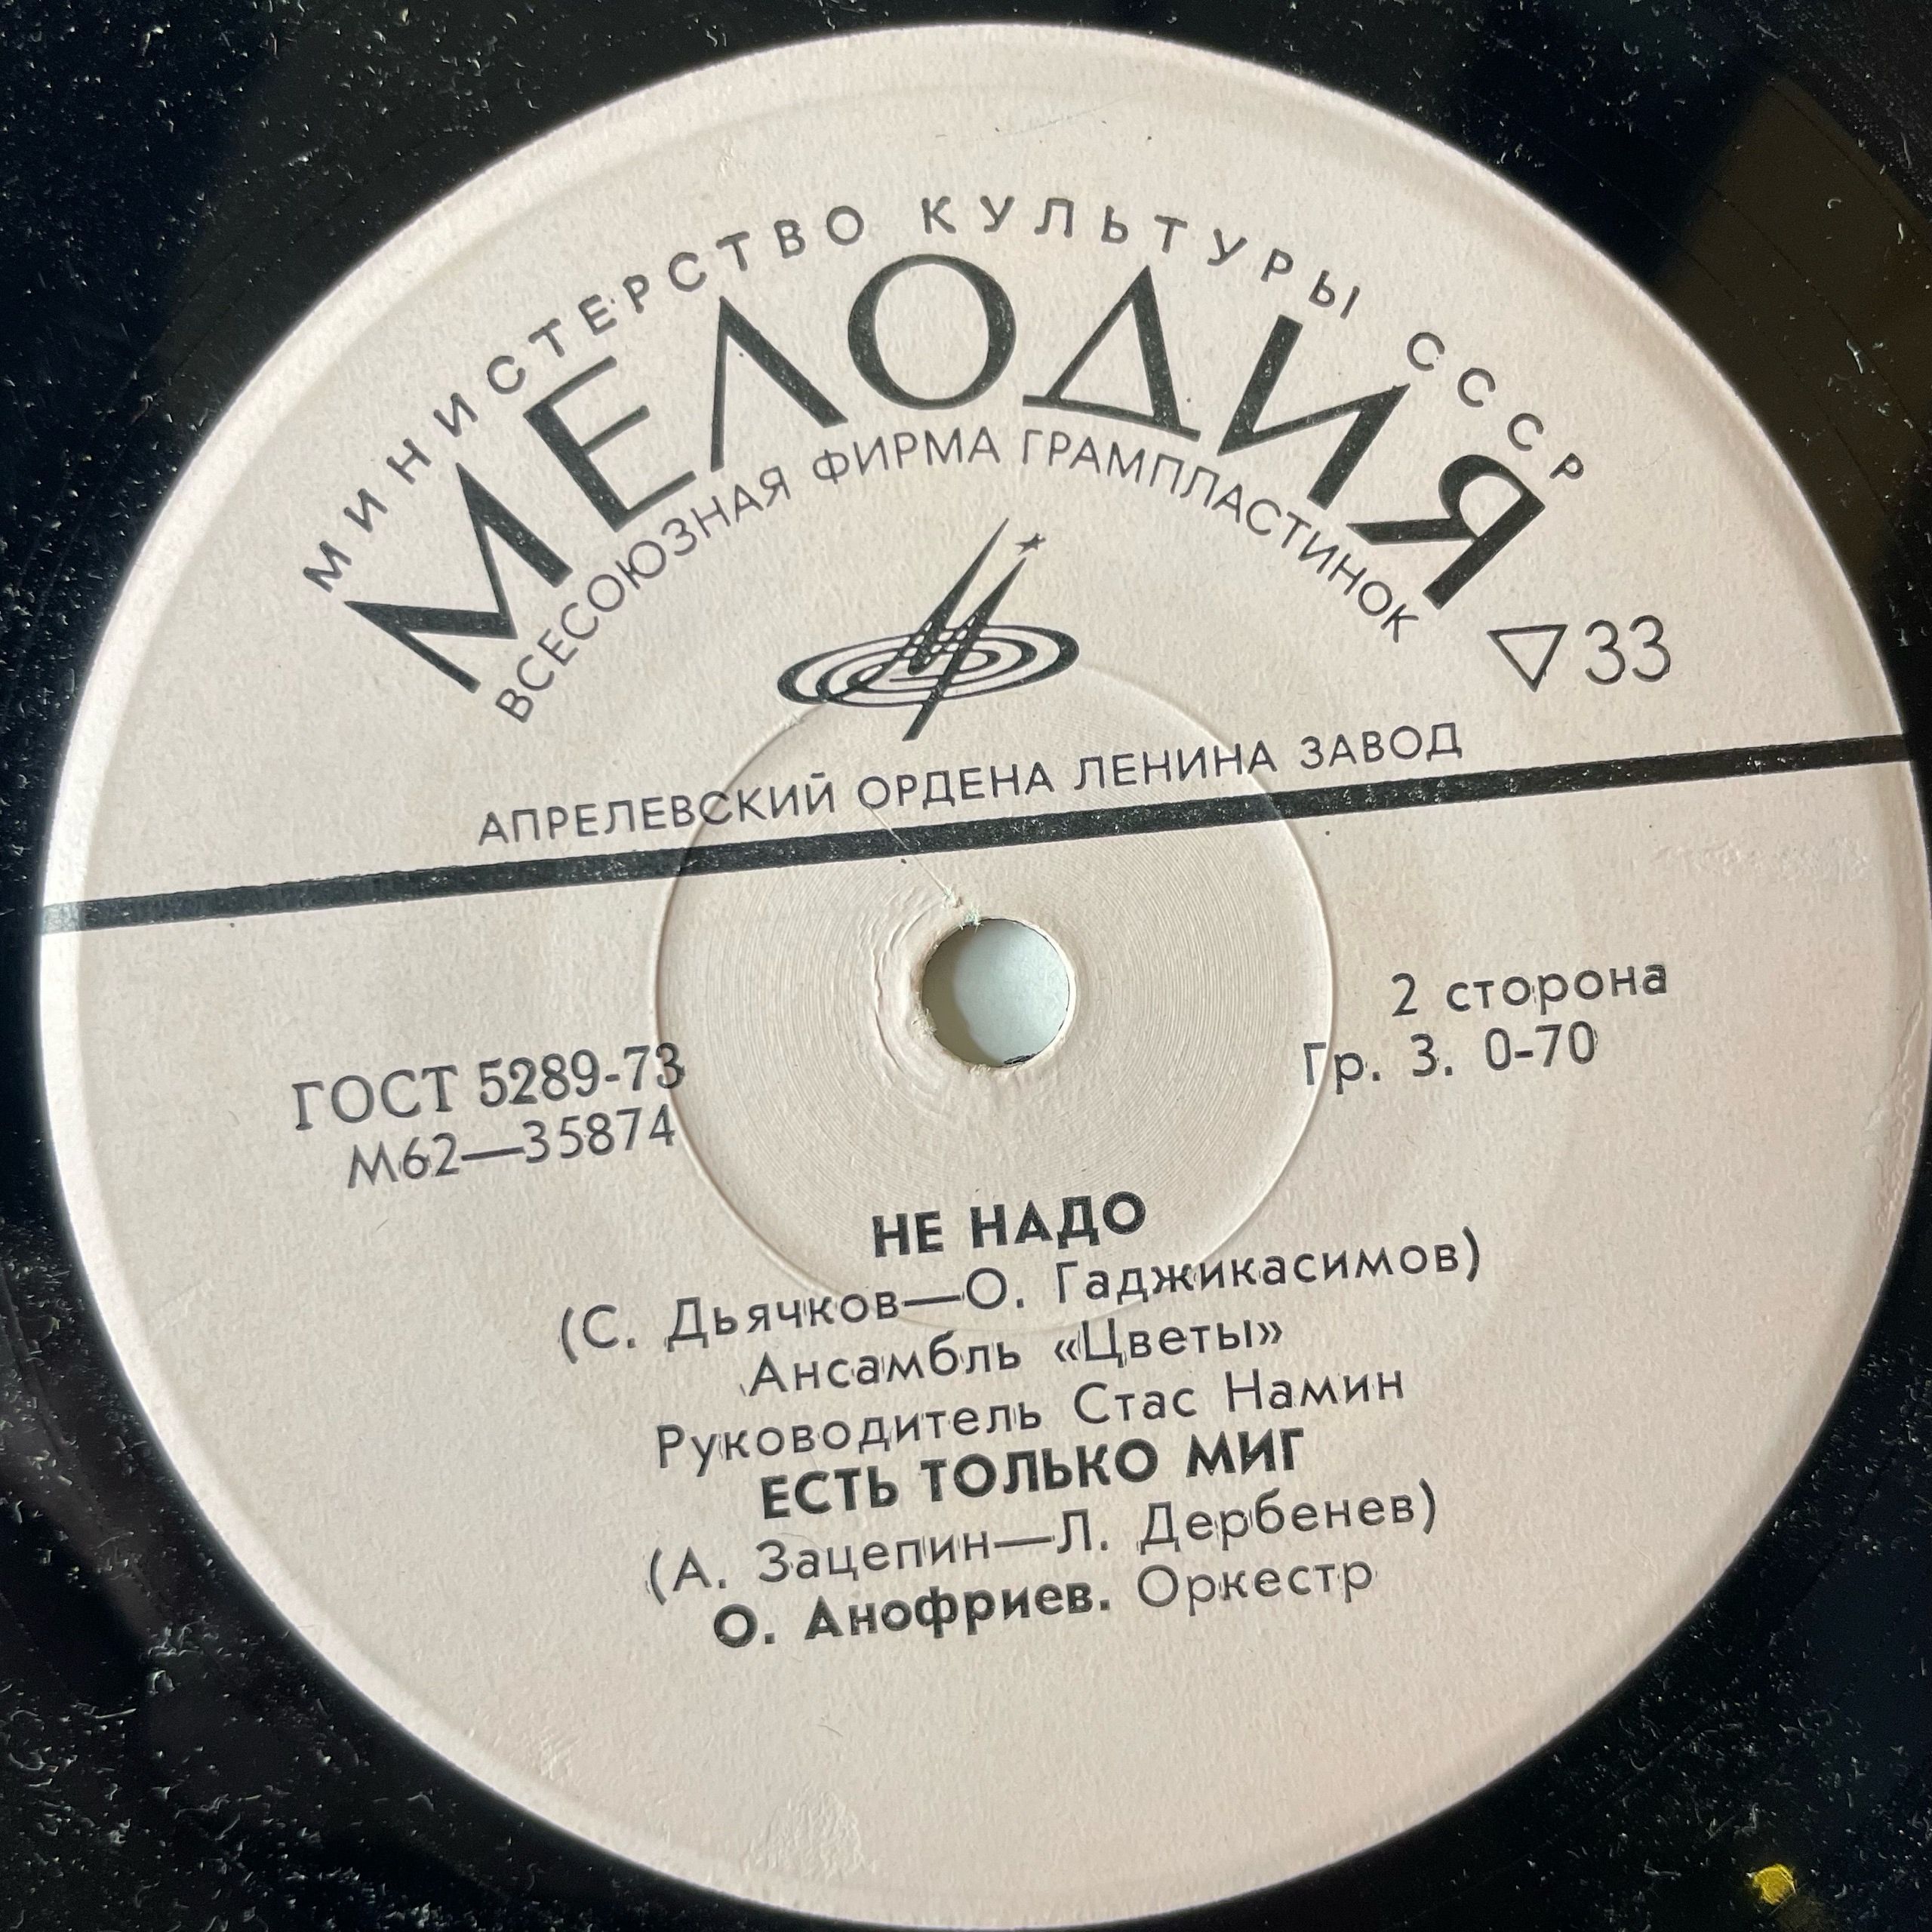 МИНИСТЕРСТВО КУЛЬТУРЫ СССР
МЕЛОДИЯ
ВСЕСОЮЗНАЯ ФИРМА ГРАМПЛАСТИНОК
33
АПРЕЛЕВСКИЙ ОРДЕНА ЛЕНИНА ЗАВОД
2 сторона
Гр. 3. 0-70
ГОСТ 5289-73
М62—35874
НЕ НАДО
(С. Дьячков—О. Гаджикасимов)
Ансамбль «Цветы»
Руководитель Стас Намин
ЕСТЬ ТОЛЬКО МИГ
(А. Зацепин—Л. Дербенев)
О. Анофриев. Оркестр